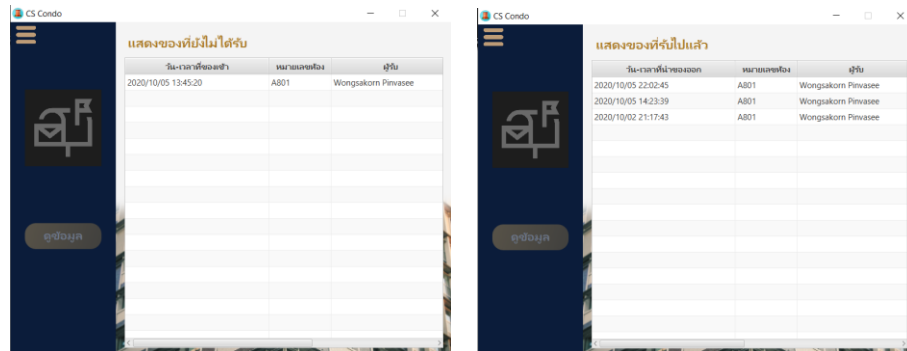 CS Condo
แสดงของที่ยังไม่ได้รับ
วัน-เวลาที่ของเข้า หมายเลขห้อง ผู้รับ
2020/10/05 13:45:20 A801 Wongsakorn Pinvasee
ดูข้อมูล
CS Condo
แสดงของที่รับไปแล้ว
วัน-เวลาที่นำของออก หมายเลขห้อง ผู้รับ
2020/10/05 22:02:45 A801 Wongsakorn Pinvasee
2020/10/05 14:23:39 A801 Wongsakorn Pinvasee
2020/10/02 21:17:43 A801 Wongsakorn Pinvasee
ดูข้อมูล